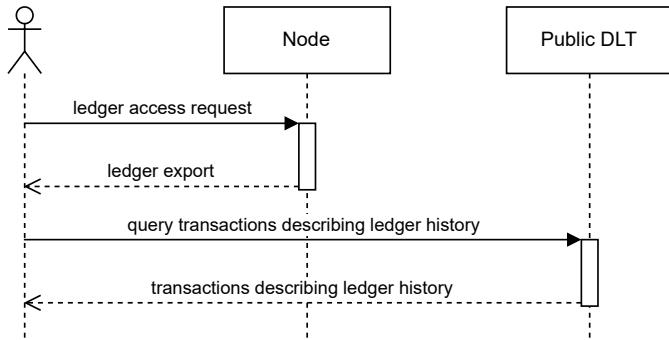 Node
Public DLT
ledger access request
ledger export
query transactions describing ledger history
transactions describing ledger history